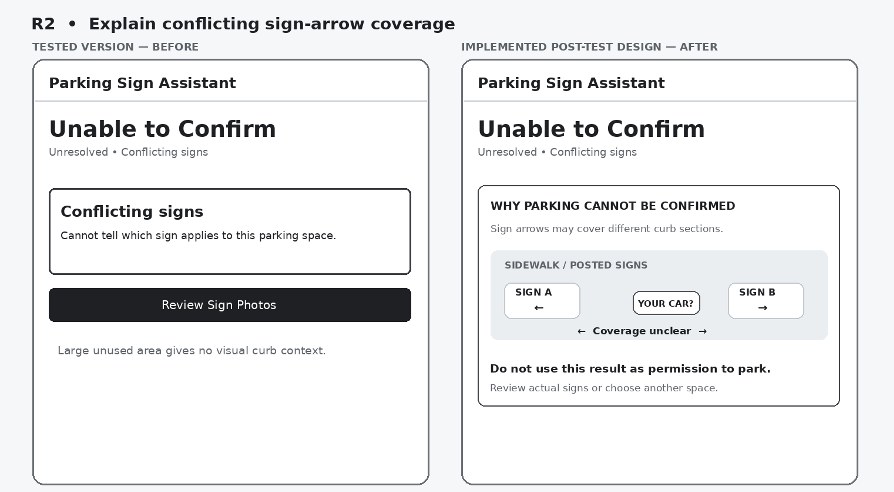 R2 • Explain conflicting sign-arrow coverage
TESTED VERSION — BEFORE
Parking Sign Assistant
Unable to Confirm
Unresolved • Conflicting signs
Conflicting signs
Cannot tell which sign applies to this parking space.
Review Sign Photos
Large unused area gives no visual curb context.
IMPLEMENTED POST-TEST DESIGN — AFTER
Parking Sign Assistant
Unable to Confirm
Unresolved • Conflicting signs
WHY PARKING CANNOT BE CONFIRMED
Sign arrows may cover different curb sections.
SIDEWALK / POSTED SIGNS
SIGN A
←
YOUR CAR?
SIGN B
→
← Coverage unclear →
Do not use this result as permission to park.
Review actual signs or choose another space.